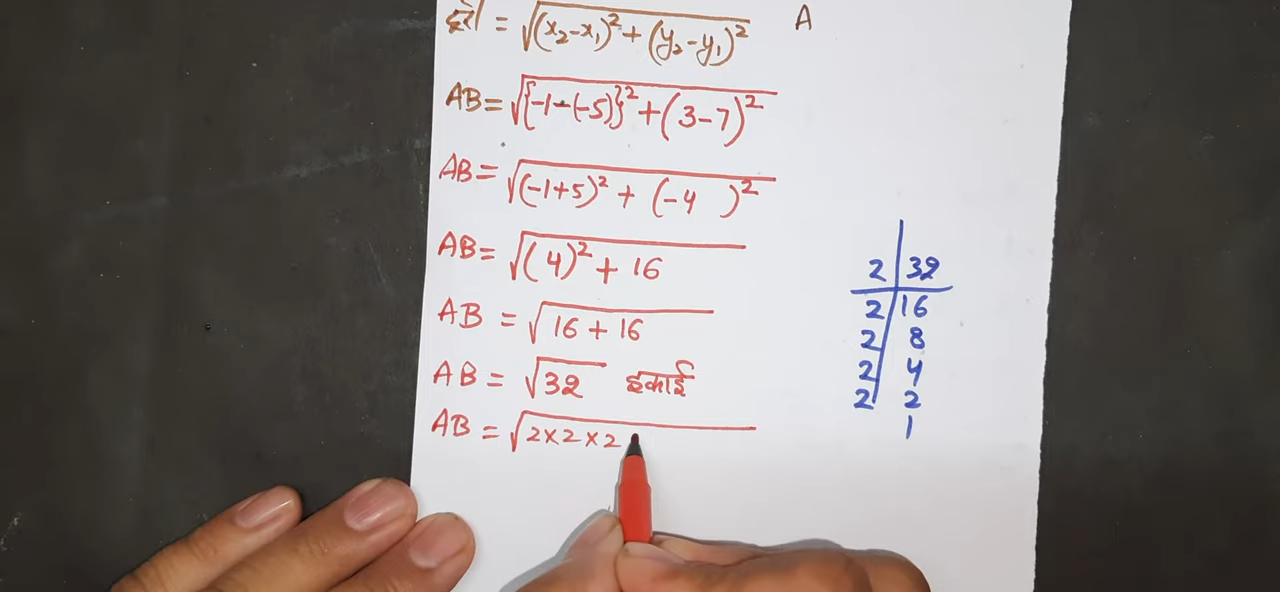 दूरी = √(x₂-x₁)² + (y₂-y₁)² A
AB = √{-1-(-5)}² + (3-7)²
AB = √(-1+5)² + (-4 )²
AB = √(4)² + 16
AB = √16 + 16
AB = √32 इकाई
AB = √2×2×2
2 | 32
2 | 16
2 | 8
2 | 4
2 | 2
1